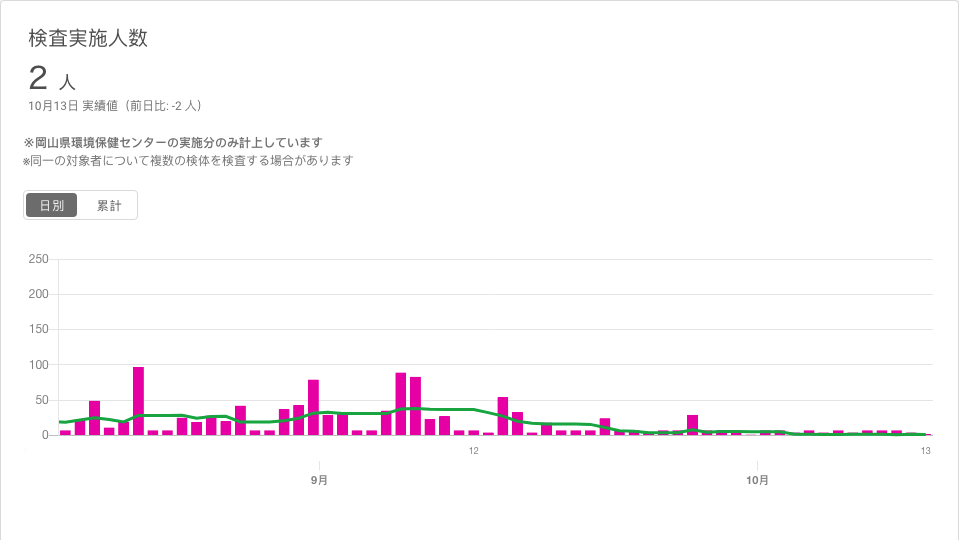 検査実施人数
2 人
10月13日 実績値（前日比: -2 人）
※岡山県環境保健センターの実施分のみ計上しています
※同一の対象者について複数の検体を検査する場合があります
日別 累計
250
200
150
100
50
0
12 13
9月 10月